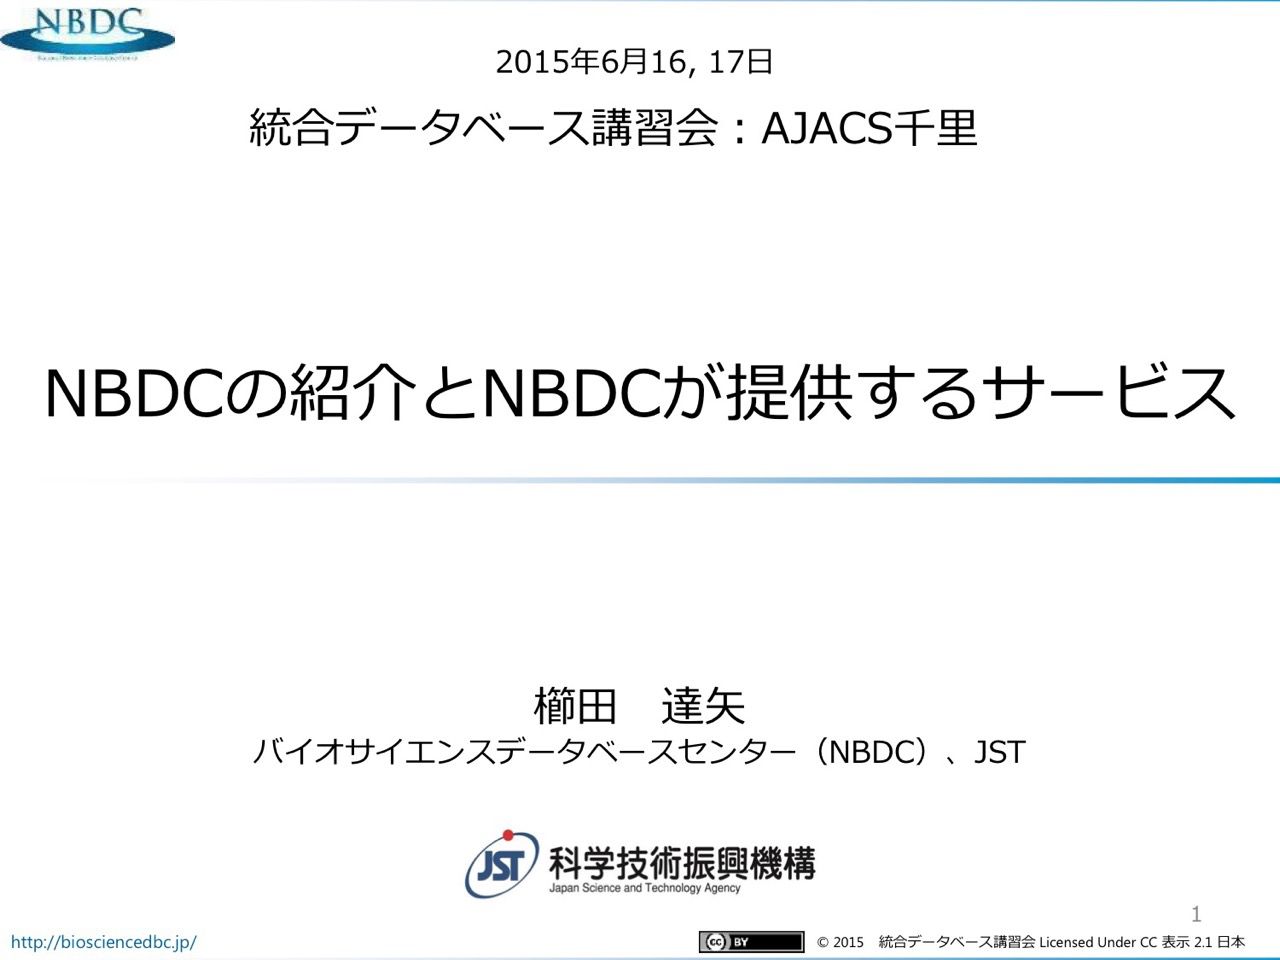 NBDC
2015年6月16, 17日
統合データベース講習会：AJACS千里
NBDCの紹介とNBDCが提供するサービス
櫛田　達矢
バイオサイエンスデータベースセンター（NBDC）、JST
JST 科学技術振興機構
Japan Science and Technology Agency
1
http://biosciencedbc.jp/
cc BY
© 2015　統合データベース講習会 Licensed Under CC 表示 2.1 日本